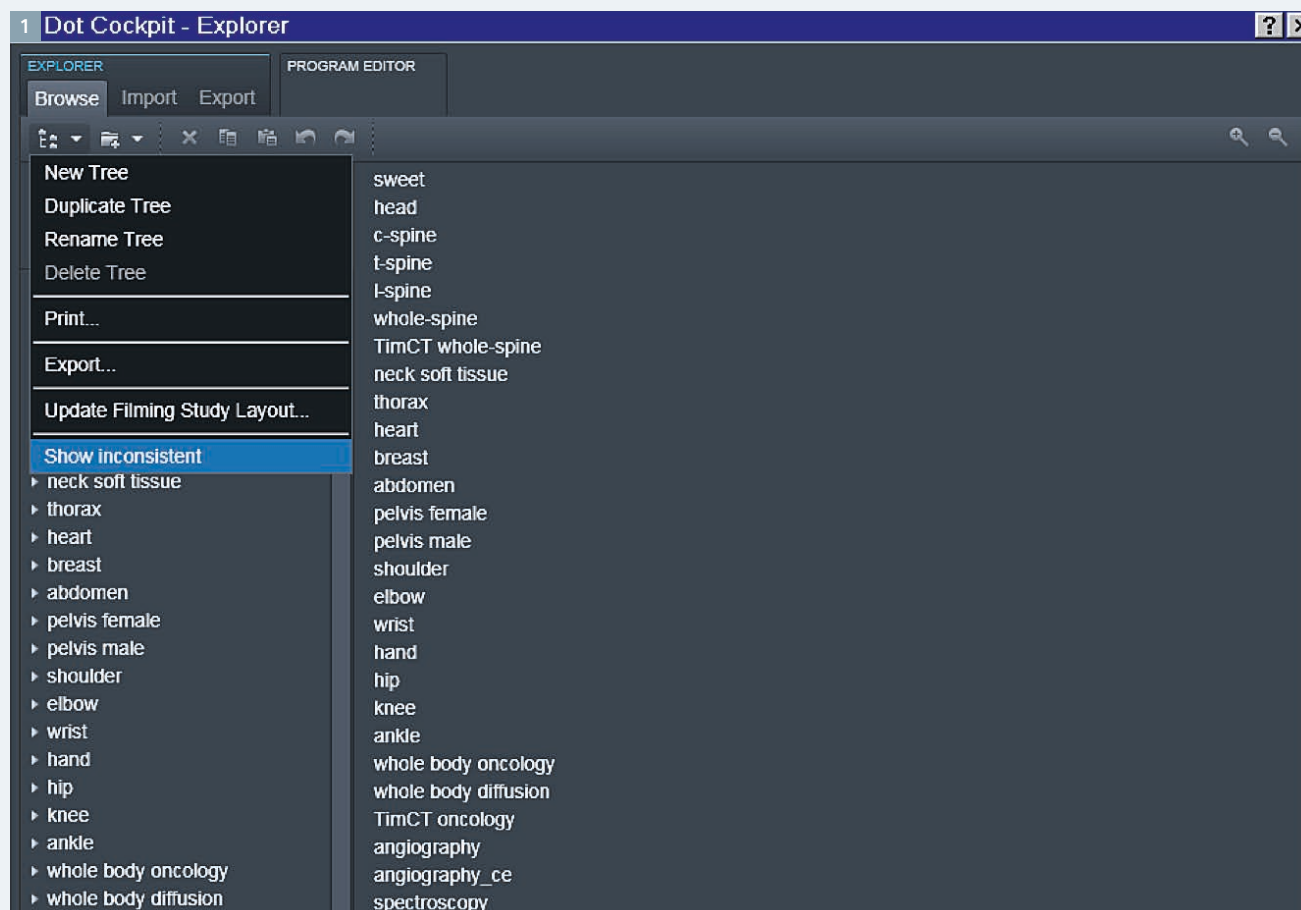 1 Dot Cockpit - Explorer
?
EXPLORER
PROGRAM EDITOR
Browse Import Export
New Tree
Duplicate Tree
Rename Tree
Delete Tree
Print...
Export...
Update Filming Study Layout...
Show inconsistent
neck soft tissue
thorax
heart
breast
abdomen
pelvis female
pelvis male
shoulder
elbow
wrist
hand
hip
knee
ankle
whole body oncology
whole body diffusion
sweet
head
c-spine
t-spine
l-spine
whole-spine
TimCT whole-spine
neck soft tissue
thorax
heart
breast
abdomen
pelvis female
pelvis male
shoulder
elbow
wrist
hand
hip
knee
ankle
whole body oncology
whole body diffusion
TimCT oncology
angiography
angiography_ce
spectroscopy